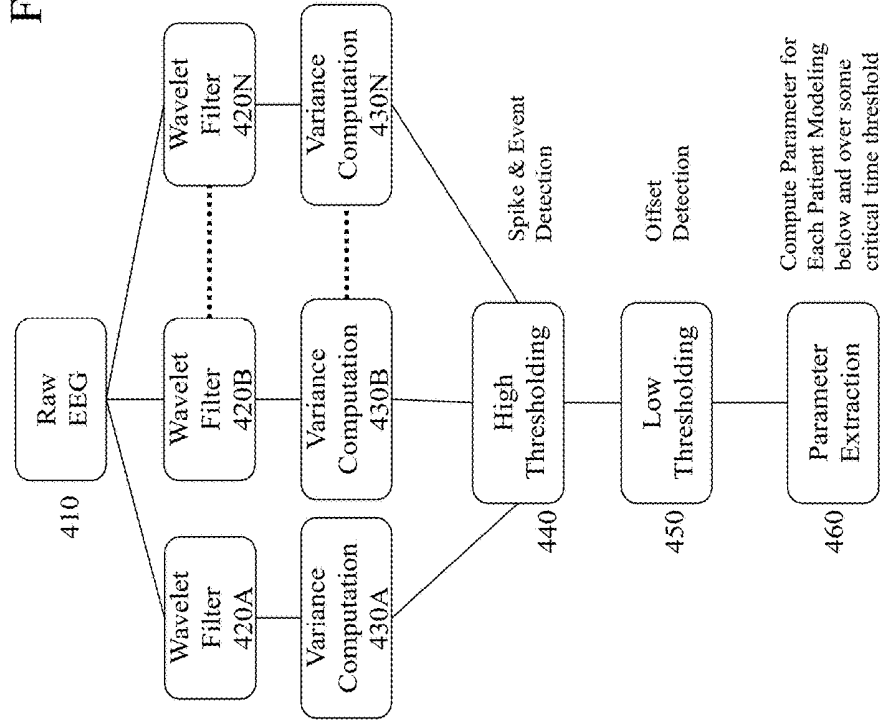 F
Raw
EEG
410
Wavelet
Filter
420A
Wavelet
Filter
420B
Wavelet
Filter
420N
Variance
Computation
430A
Variance
Computation
430B
Variance
Computation
430N
High
Thresholding
440
Spike & Event
Detection
Low
Thresholding
450
Offset
Detection
Parameter
Extraction
460
Compute Parameter for
Each Patient Modeling
below and over some
critical time threshold